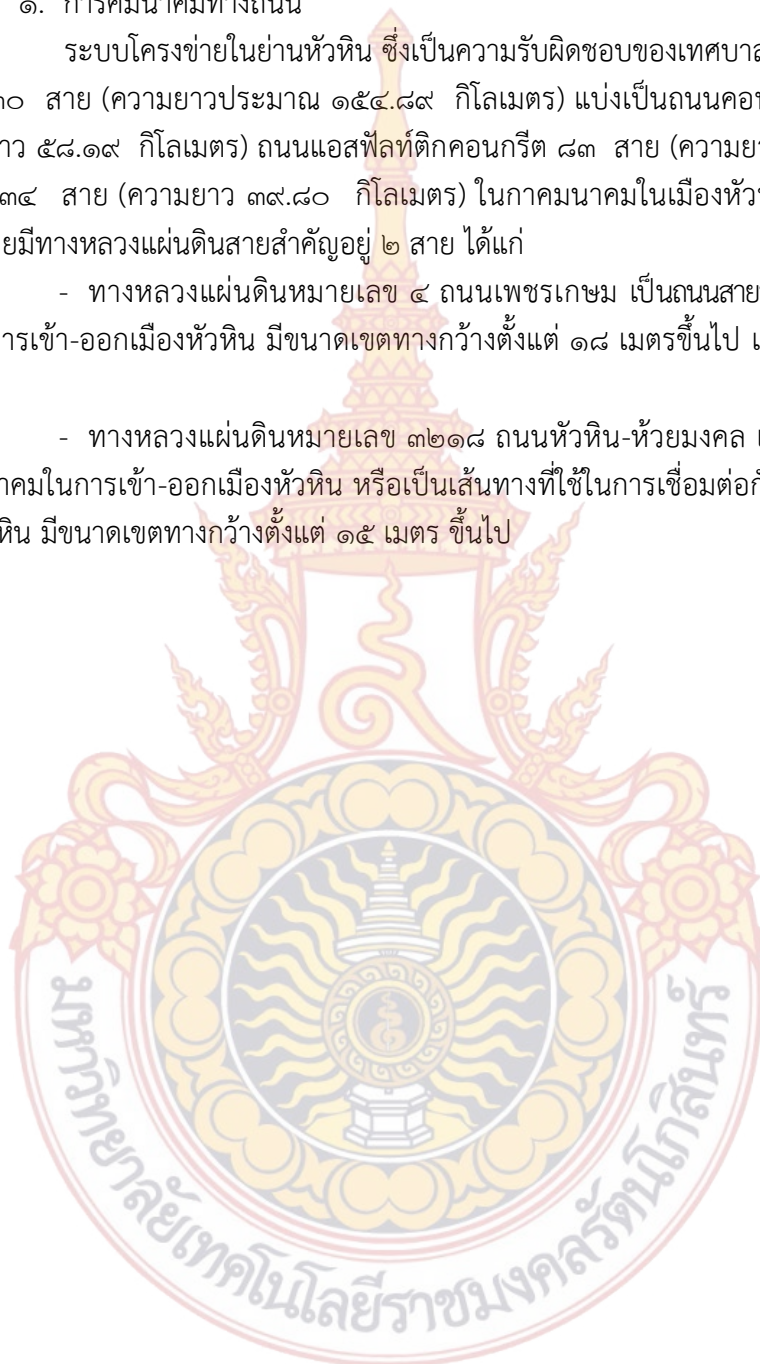 ๑. การคมนาคมทางถนน
ระบบโครงข่ายในย่านหัวหิน ซึ่งเป็นความรับผิดชอบของเทศบาล
๓๐ สาย (ความยาวประมาณ ๑๕๔.๘๙ กิโลเมตร) แบ่งเป็นถนนคอน
าว ๕๘.๑๙ กิโลเมตร) ถนนแอสฟัลท์ติกคอนกรีต ๘๓ สาย (ความย
๓๔ สาย (ความยาว ๓๙.๘๐ กิโลเมตร) ในกาคมนาคมในเมืองหัวห
ยมีทางหลวงแผ่นดินสายสำคัญอยู่ ๒ สาย ได้แก่
- ทางหลวงแผ่นดินหมายเลข ๔ ถนนเพชรเกษม เป็นถนนสาย
การเข้า-ออกเมืองหัวหิน มีขนาดเขตทางกว้างตั้งแต่ ๑๘ เมตรขึ้นไป เ
- ทางหลวงแผ่นดินหมายเลข ๓๒๑๘ ถนนหัวหิน-ห้วยมงคล เ
าคมในการเข้า-ออกเมืองหัวหิน หรือเป็นเส้นทางที่ใช้ในการเชื่อมต่อกั
หิน มีขนาดเขตทางกว้างตั้งแต่ ๑๕ เมตร ขึ้นไป
มหาวิทยาลัยเทคโนโลยีราชมงคลรัตนโกสินทร์